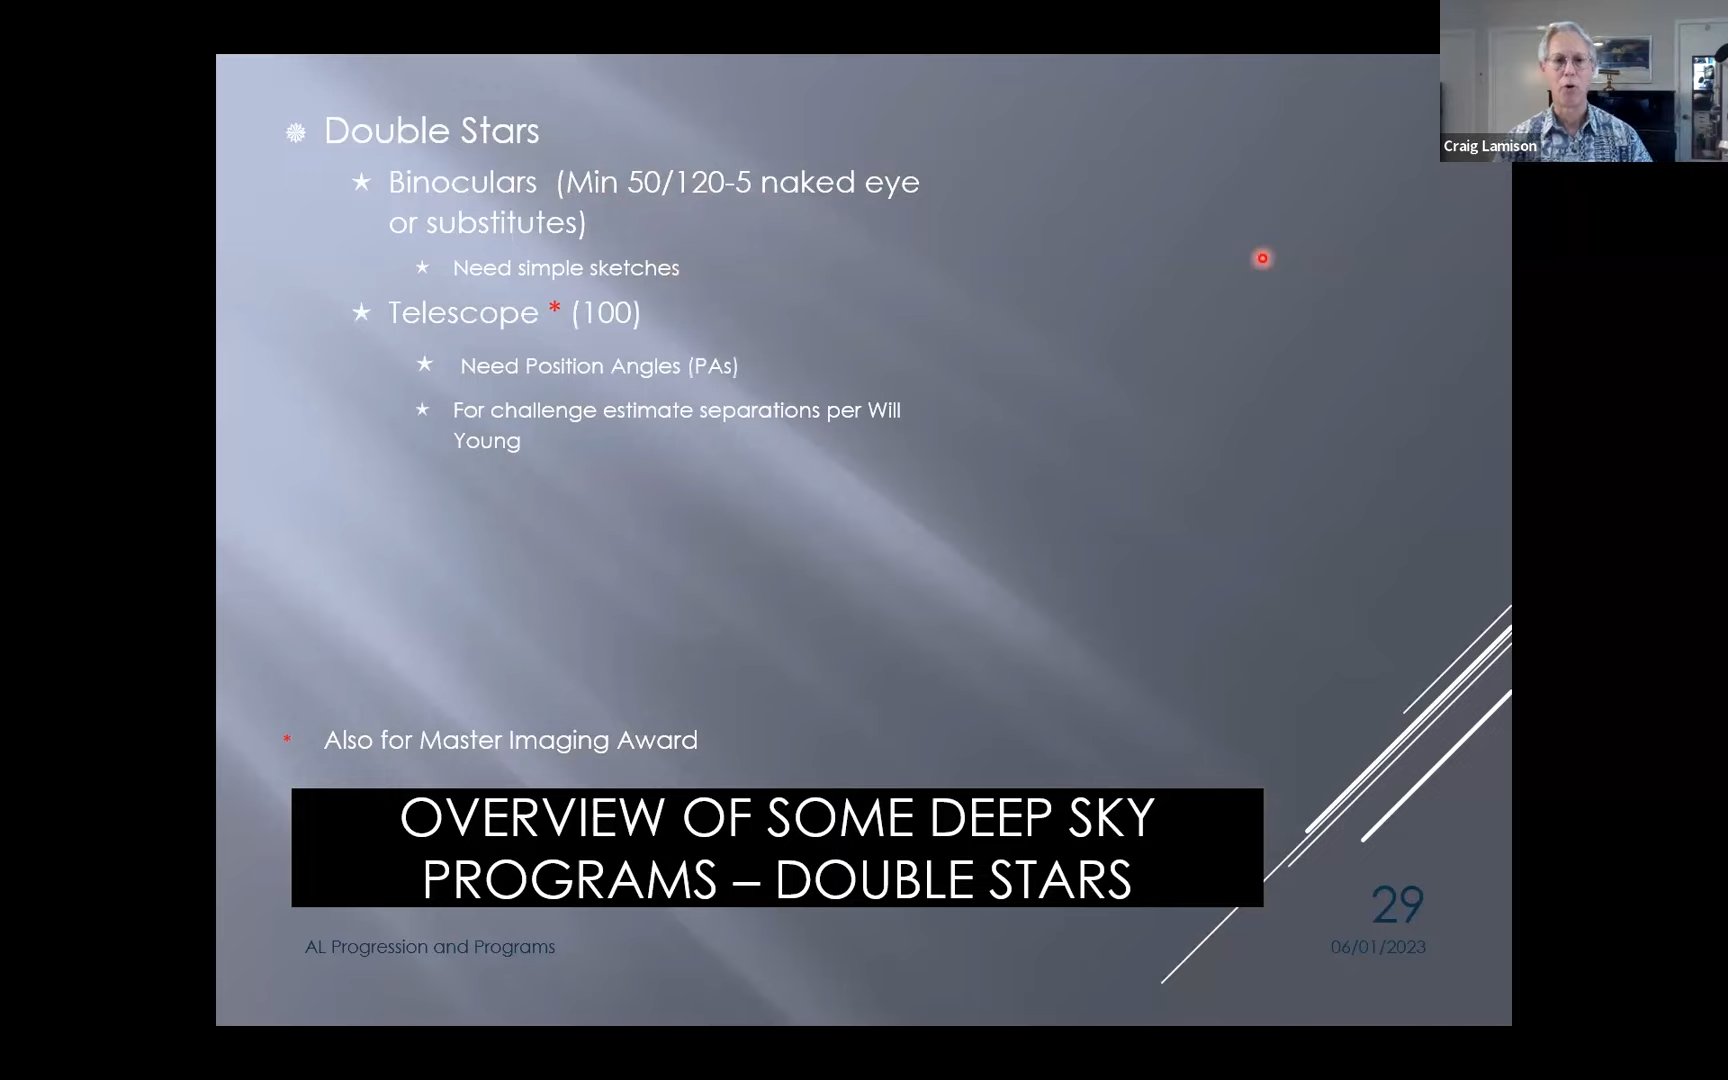 Craig Lamison
Double Stars
Binoculars (Min 50/120-5 naked eye
or substitutes)
Need simple sketches
Telescope * (100)
Need Position Angles (PAs)
For challenge estimate separations per Will
Young
* Also for Master Imaging Award
OVERVIEW OF SOME DEEP SKY
PROGRAMS – DOUBLE STARS
29
AL Progression and Programs
06/01/2023